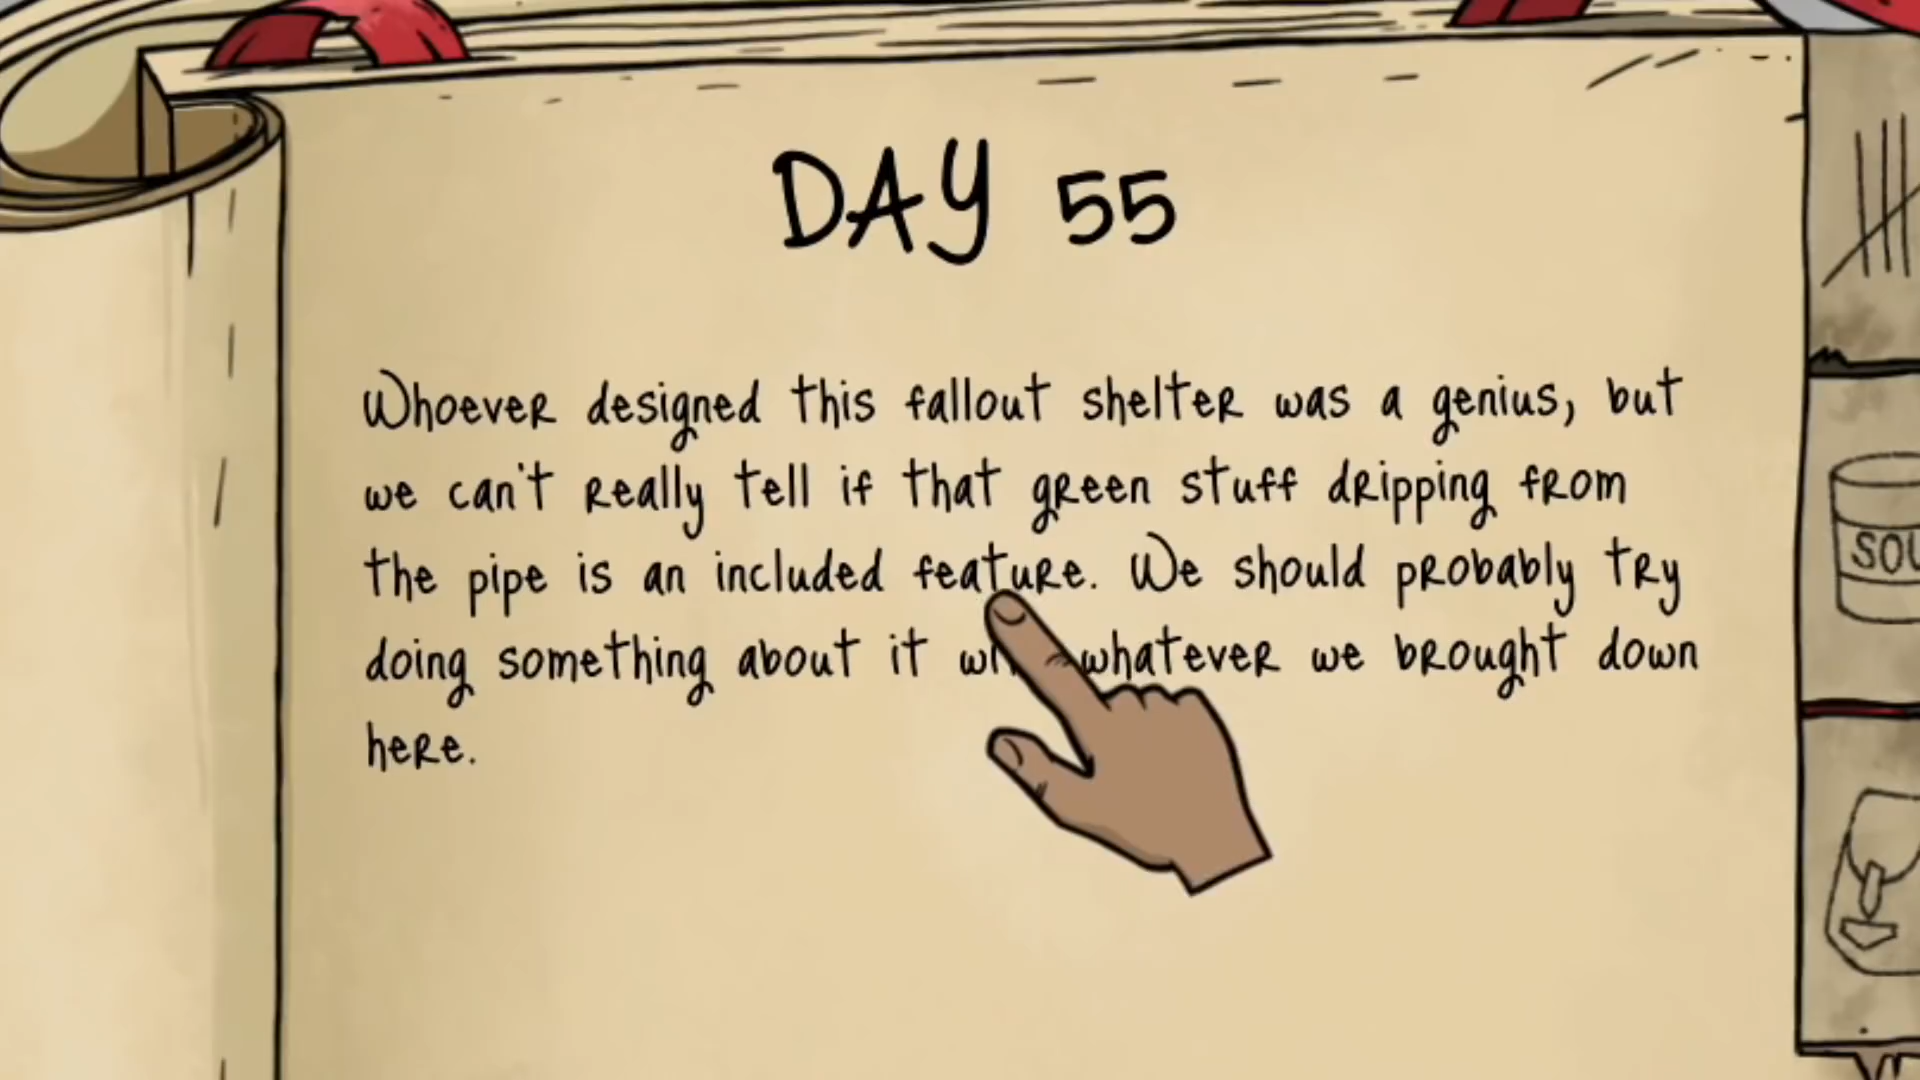 DAY 55
Whoever designed this fallout shelter was a genius, but
we can't really tell if that green stuff dripping from
the pipe is an included feature. We should probably try
doing something about it whatever we brought down
here.